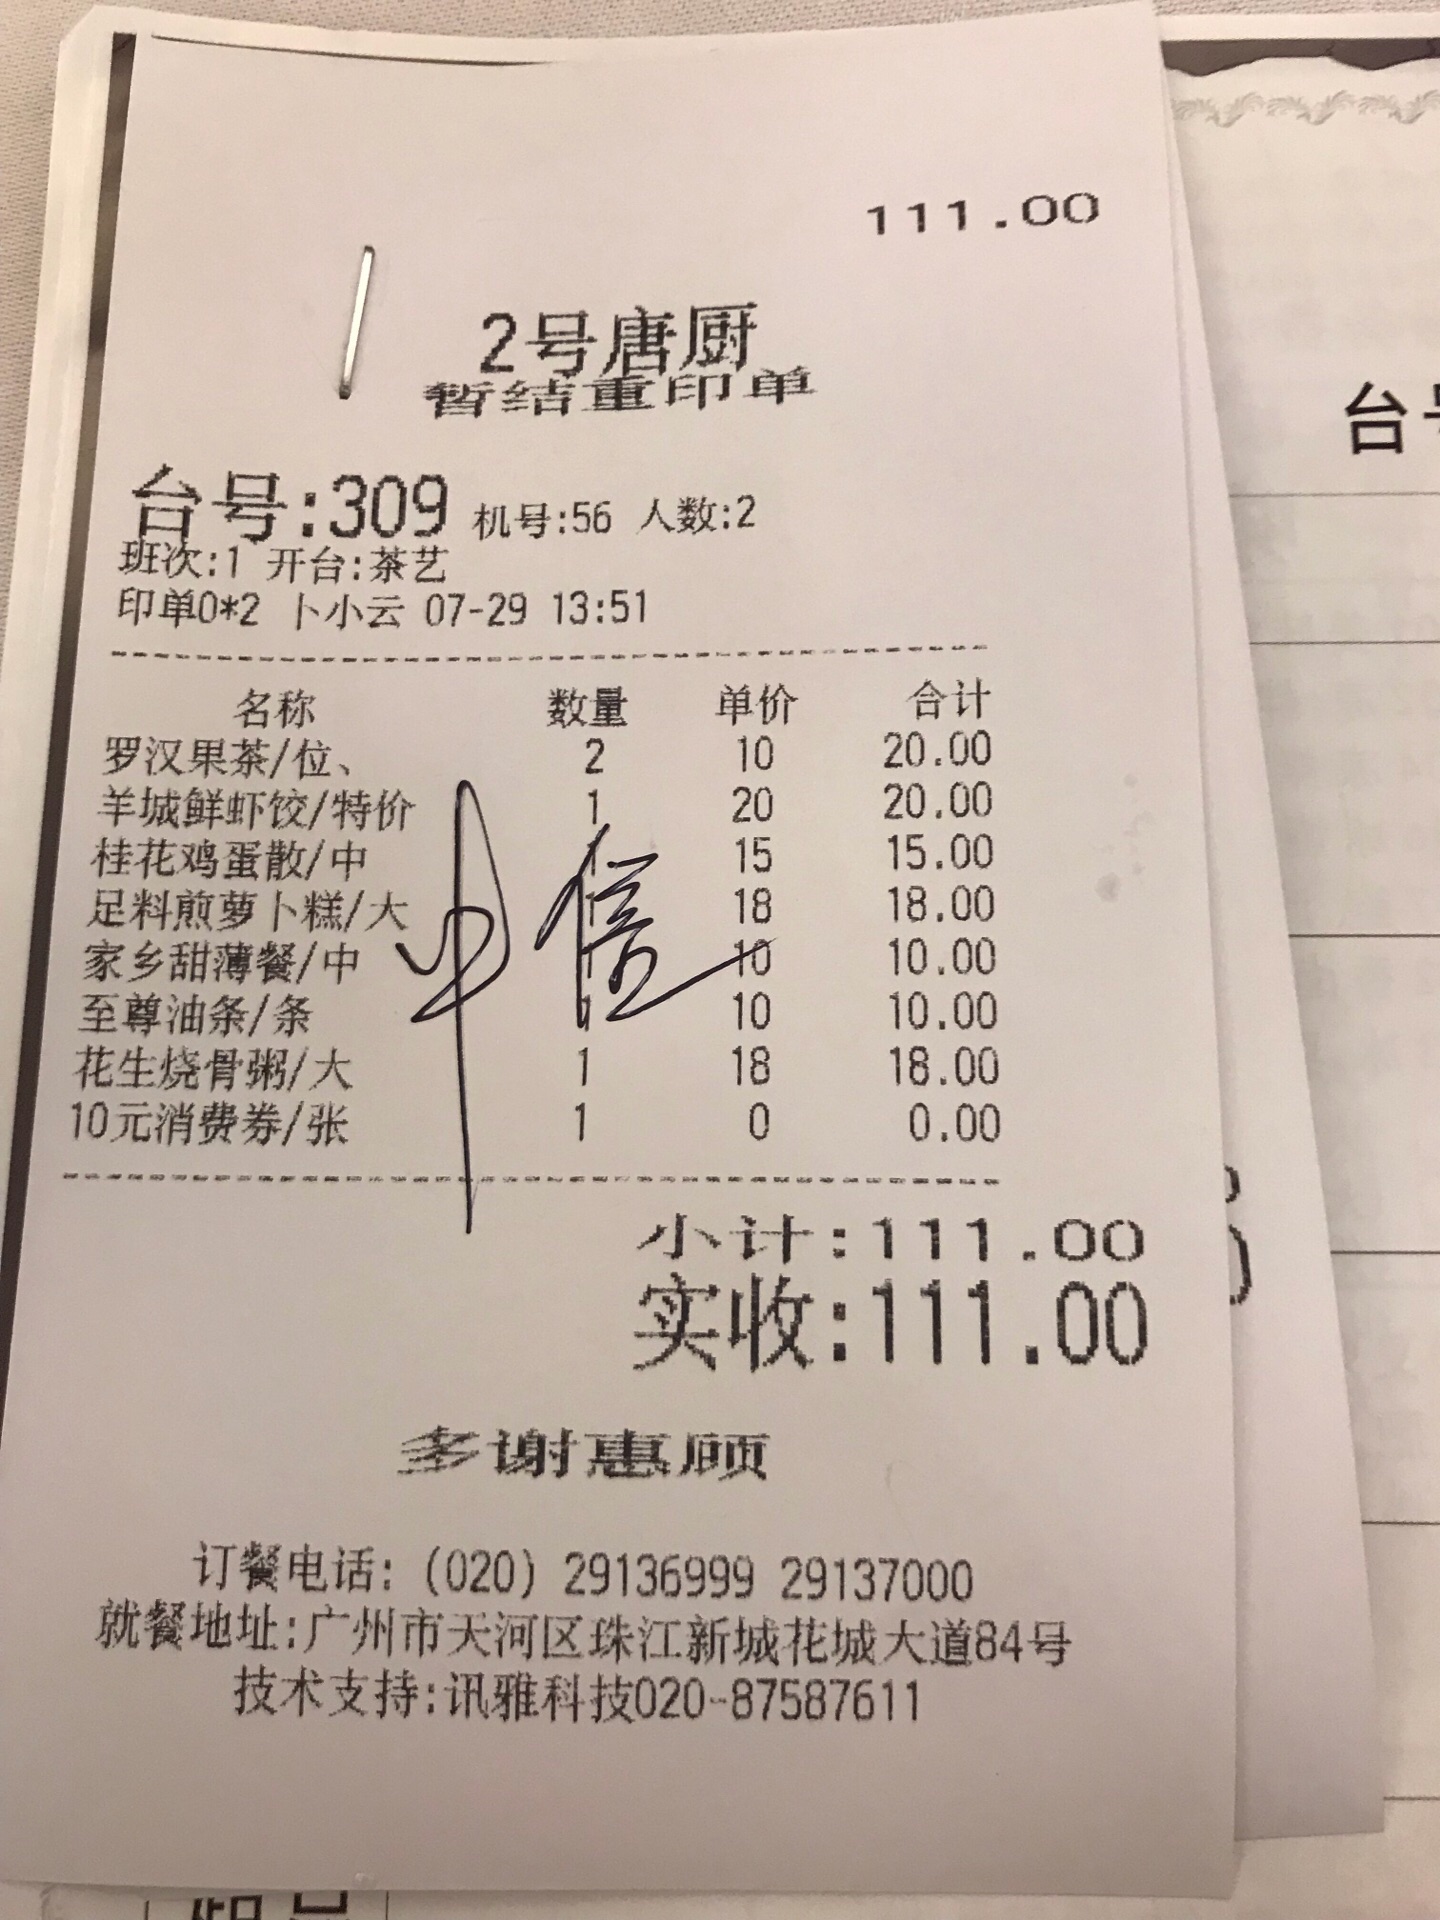 111.00
2号唐厨
暂结重印单
台号:309 机号:56 人数:2
班次:1 开台:茶艺
印单0*2 卜小云 07-29 13:51
名称 数量 单价 合计
罗汉果茶/位、 2 10 20.00
羊城鲜虾饺/特价 1 20 20.00
桂花鸡蛋散/中 1 15 15.00
足料煎萝卜糕/大 1 18 18.00
家乡甜薄餐/中 1 10 10.00
至尊油条/条 1 10 10.00
花生烧骨粥/大 1 18 18.00
10元消费券/张 1 0 0.00
中信
小计:111.00
实收:111.00
多谢惠顾
订餐电话: (020) 29136999 29137000
就餐地址:广州市天河区珠江新城花城大道84号
技术支持:讯雅科技020-87587611
台号